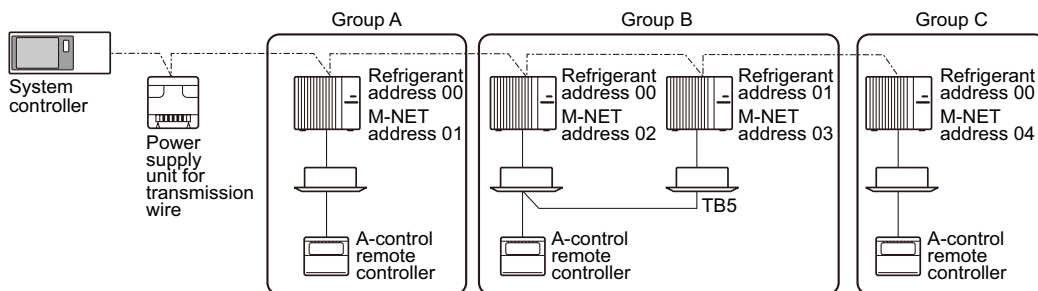 Group A
Group B
Group C
System
controller
Power
supply
unit for
transmission
wire
Refrigerant
address 00
M-NET
address 01
A-control
remote
controller
Refrigerant
address 00
M-NET
address 02
A-control
remote
controller
Refrigerant
address 01
M-NET
address 03
TB5
Refrigerant
address 00
M-NET
address 04
A-control
remote
controller